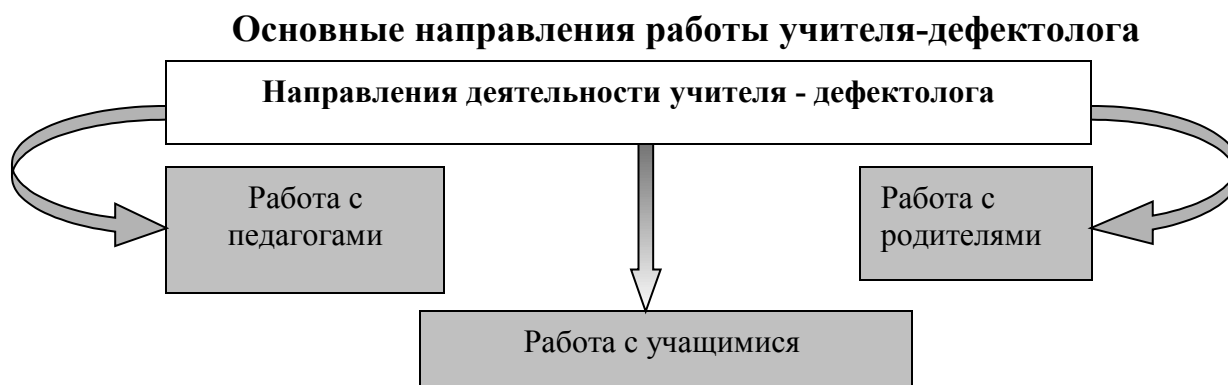 Основные направления работы учителя-дефектолога
Направления деятельности учителя - дефектолога
Работа с
педагогами
Работа с
родителями
Работа с учащимися